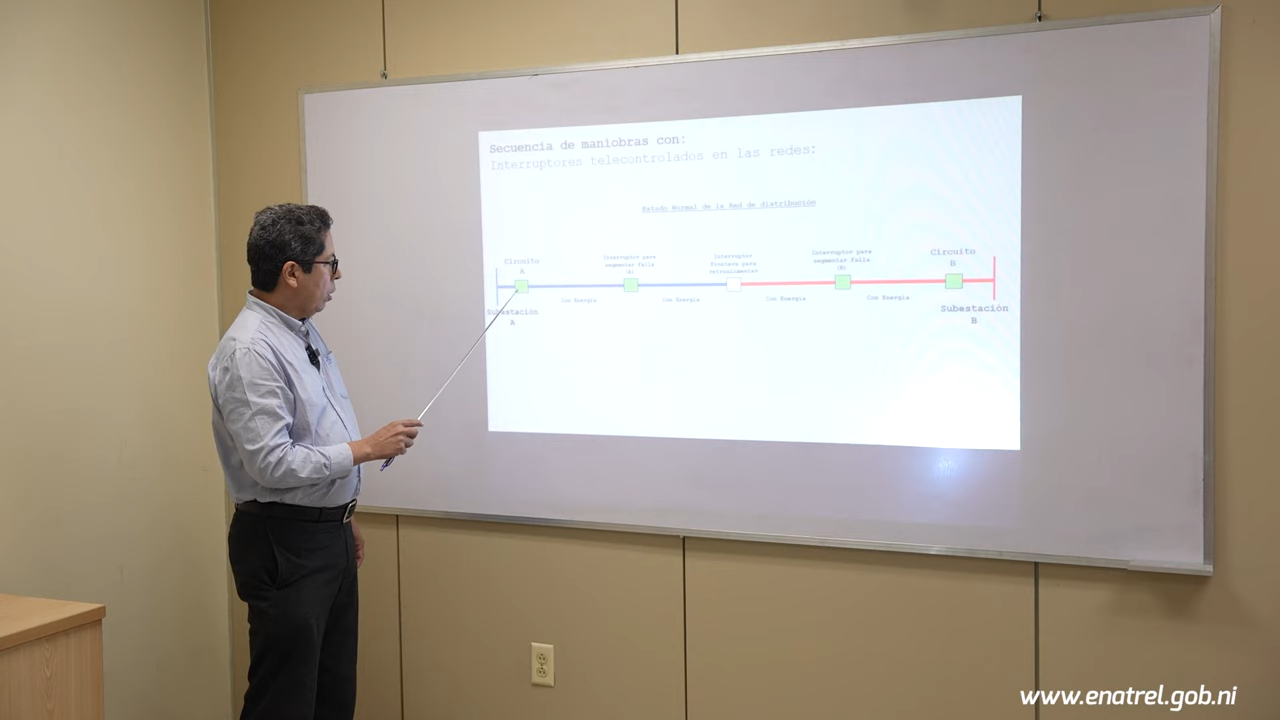 Secuencia de maniobras con:
Interruptores telecontrolados en las redes:
Estado Normal de la Red de distribución
Circuito
A
Interruptor para
segmentar falla
(A)
Interruptor
Frontera para
retroalimentar
Interruptor para
segmentar falla
(B)
Circuito
B
Con Energía
Con Energía
Con Energía
Con Energía
Subestación
A
Subestación
B
www.enatrel.gob.ni